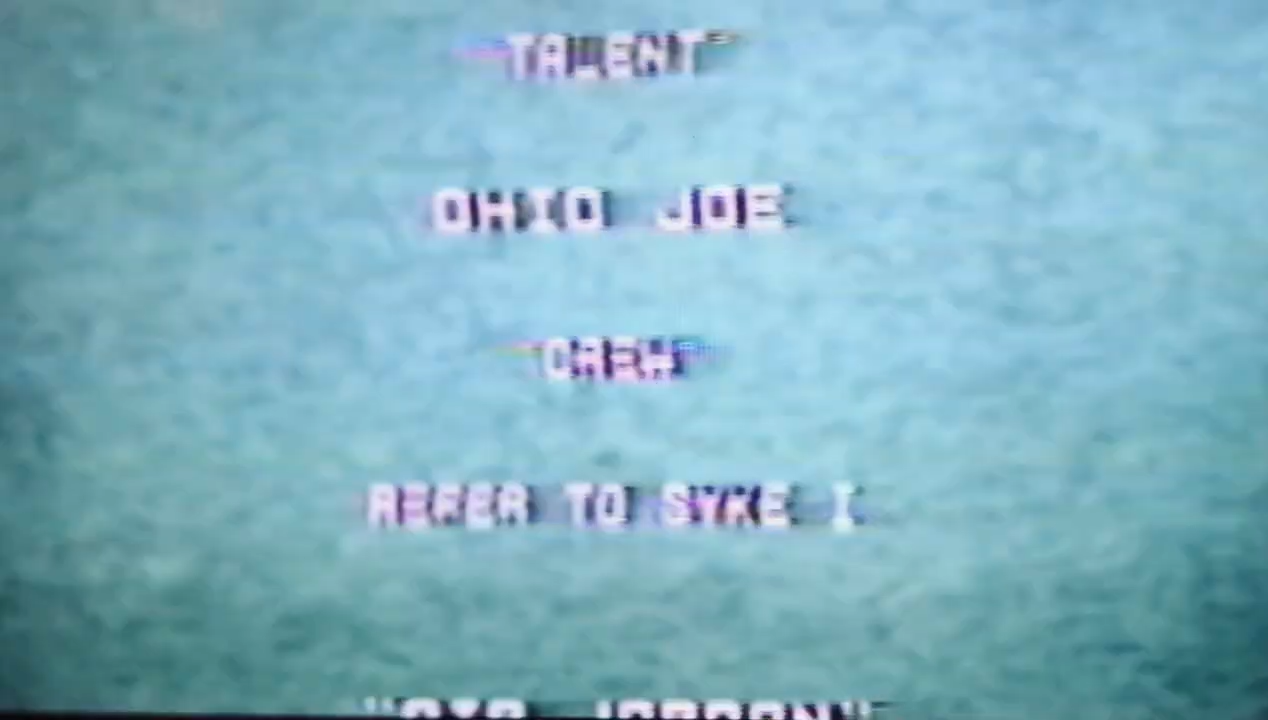 "TALENT"
OHIO JOE
"CREW"
REFER TO SYKE I